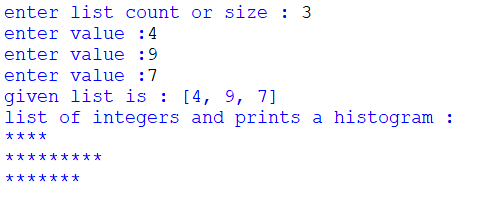 enter list count or size : 3
enter value :4
enter value :9
enter value :7
given list is : [4, 9, 7]
list of integers and prints a histogram :
****
*********
*******